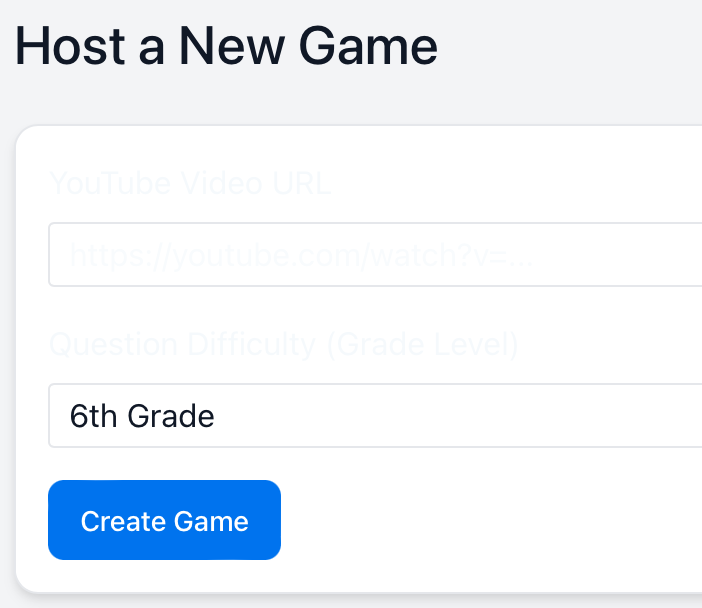 Host a New Game
YouTube Video URL
https://youtube.com/watch?v=...
Question Difficulty (Grade Level)
6th Grade
Create Game